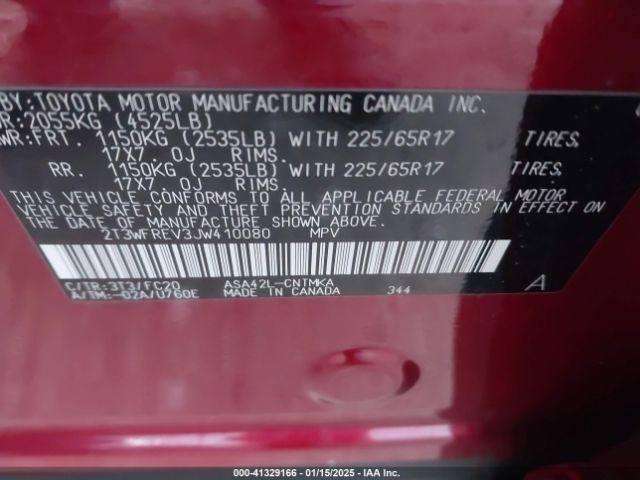 BY:TOYOTA MOTOR MANUFACTURING CANADA INC.
R:2055KG (4525LB)
WR:FRT. 1150KG (2535LB) WITH 225/65R17 TIRES,
17X7.0J RIMS.
RR. 1150KG (2535LB) WITH 225/65R17 TIRES,
17X7.0J RIMS.
THIS VEHICLE CONFORMS TO ALL APPLICABLE FEDERAL MOTOR
VEHICLE SAFETY AND THEFT PREVENTION STANDARDS IN EFFECT ON
THE DATE OF MANUFACTURE SHOWN ABOVE.
2T3WFREV3JW410080 MPV
C/TR:3T3/FC20 ASA42L-CNTMKA
A/TM:-02A/U760E MADE IN CANADA 344 A
000-41329166 - 01/15/2025 - IAA Inc.